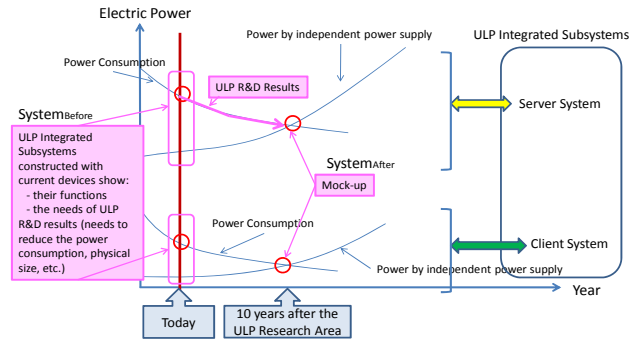 Electric Power
Power by independent power supply
ULP Integrated Subsystems
Power Consumption
ULP R&D Results
SystemBefore
Server System
ULP Integrated
Subsystems
constructed with
current devices show:
- their functions
- the needs of ULP
R&D results (needs to
reduce the power
consumption, physical
size, etc.)
SystemAfter
Mock-up
Power Consumption
Client System
Power by independent power supply
Year
Today
10 years after the
ULP Research Area